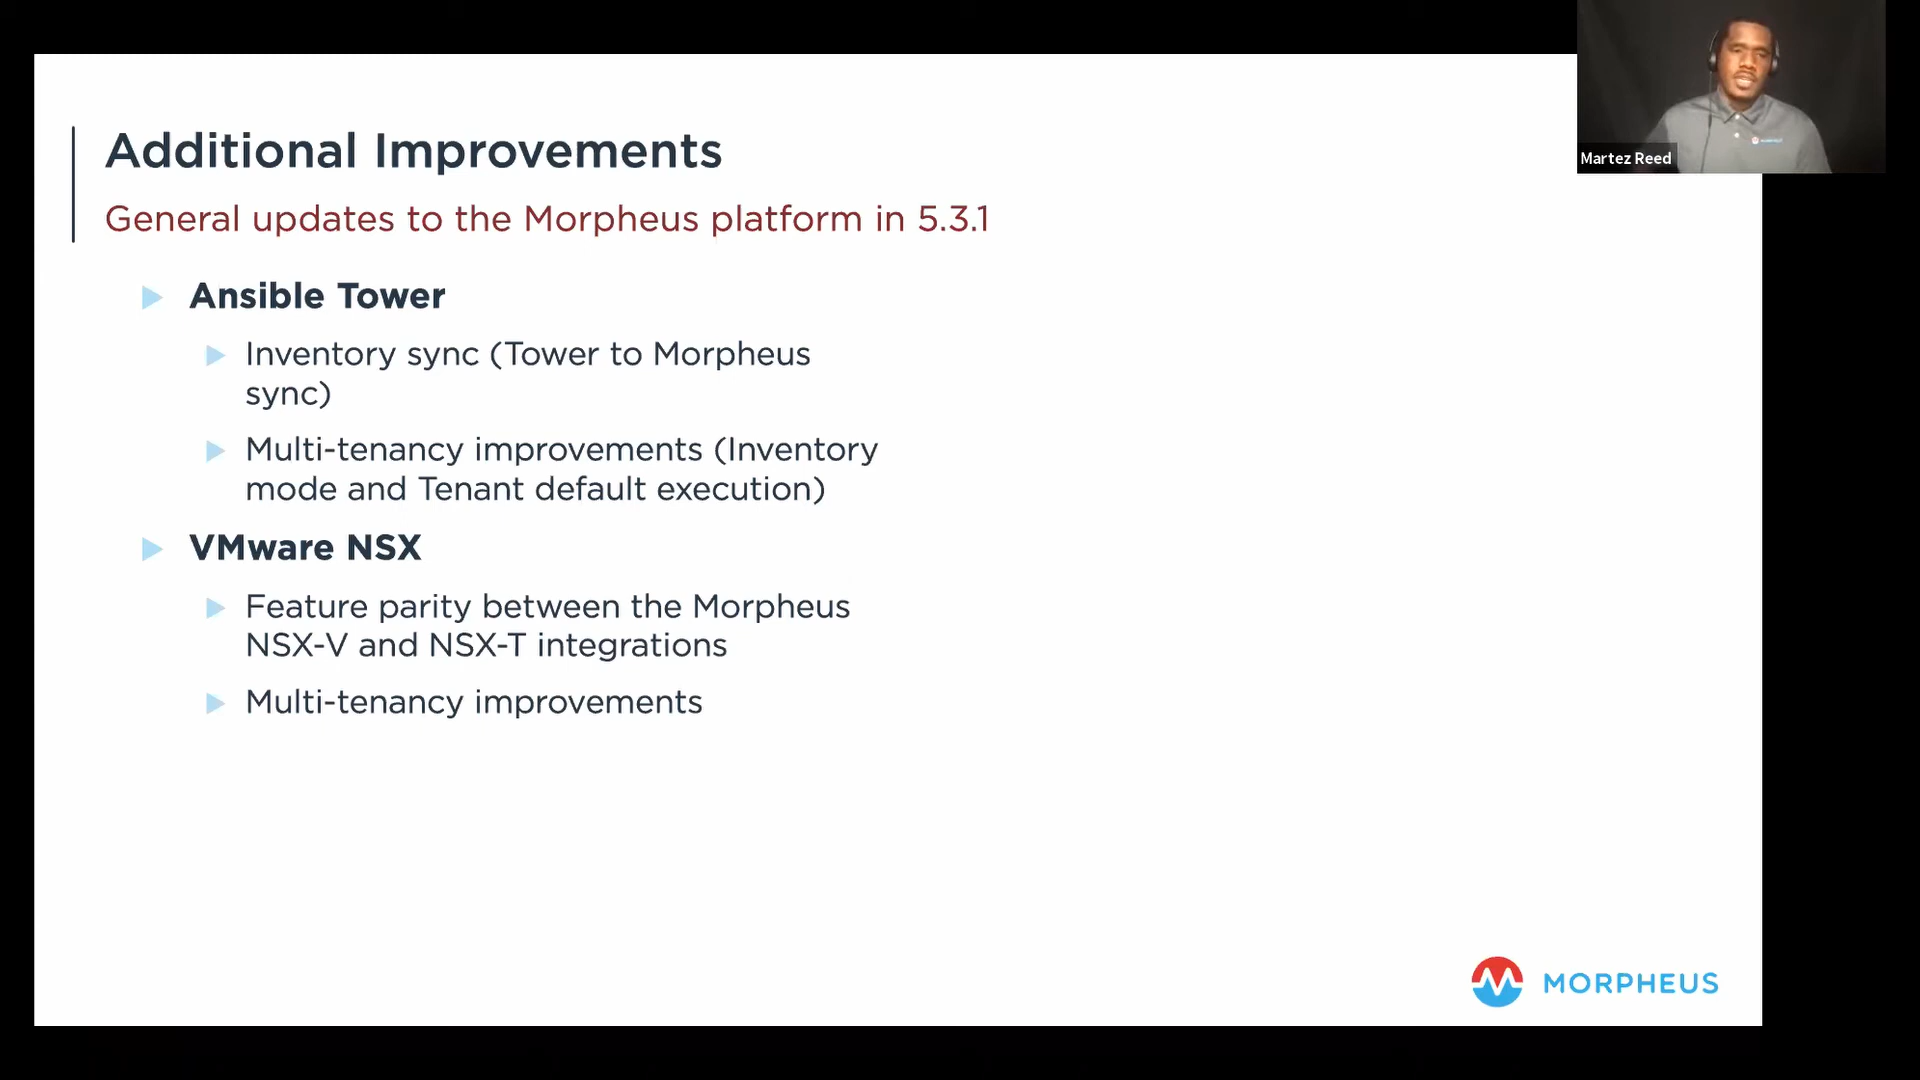 Additional Improvements
General updates to the Morpheus platform in 5.3.1
Ansible Tower
Inventory sync (Tower to Morpheus
sync)
Multi-tenancy improvements (Inventory
mode and Tenant default execution)
VMware NSX
Feature parity between the Morpheus
NSX-V and NSX-T integrations
Multi-tenancy improvements
Martez Reed
MORPHEUS